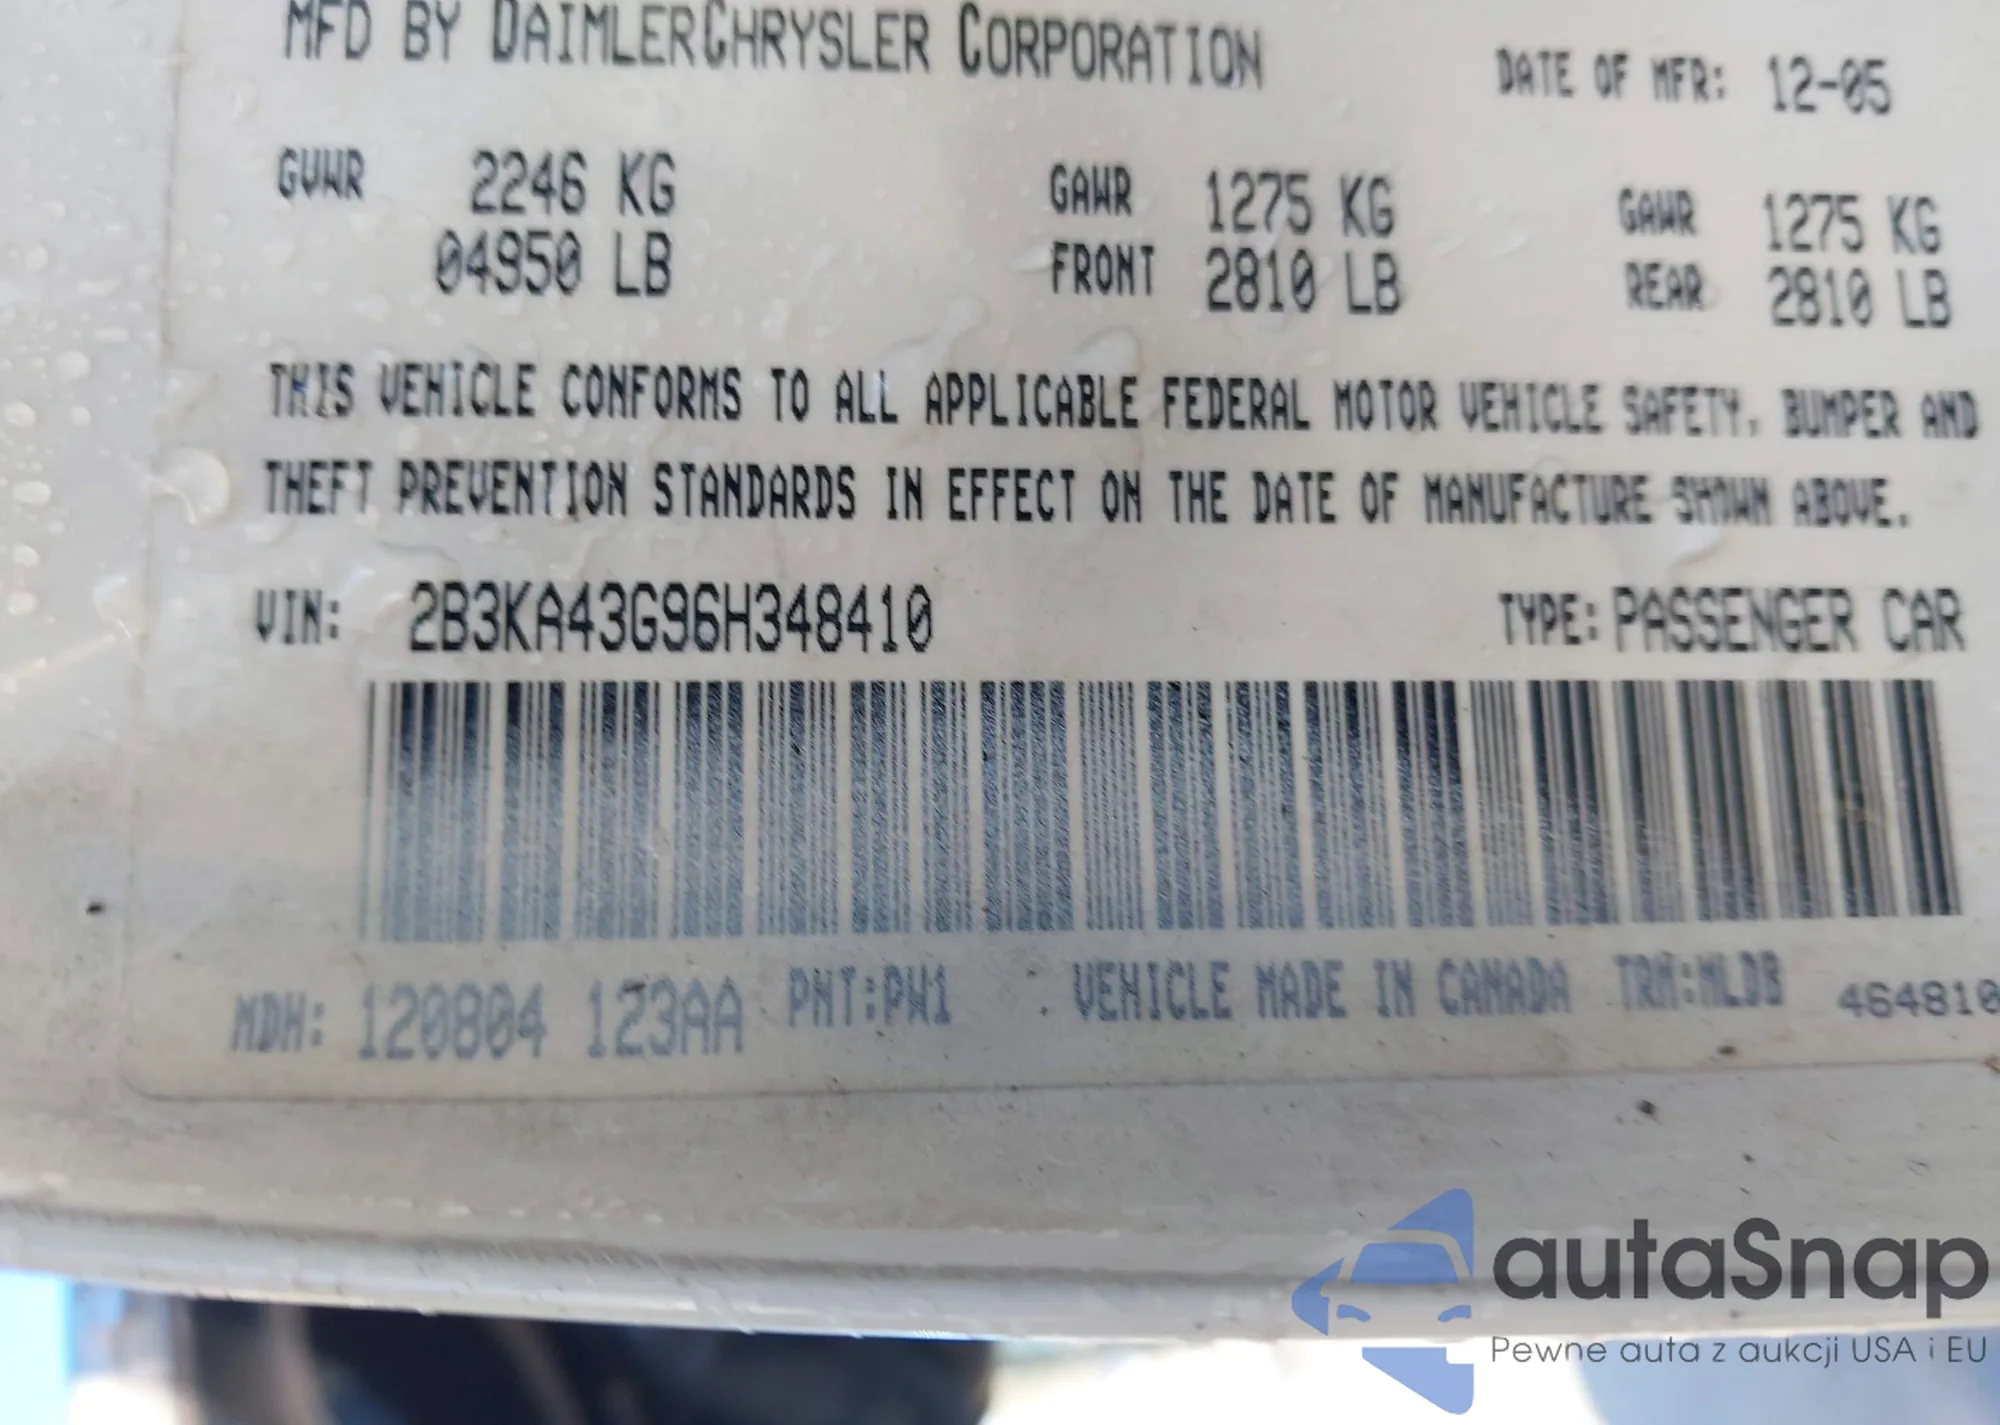 MFD BY DAIMLERCHRYSLER CORPORATION DATE OF MFR: 12-05
GVWR 2246 KG GAWR 1275 KG GAWR 1275 KG
04950 LB FRONT 2810 LB REAR 2810 LB
THIS VEHICLE CONFORMS TO ALL APPLICABLE FEDERAL MOTOR VEHICLE SAFETY, BUMPER AND
THEFT PREVENTION STANDARDS IN EFFECT ON THE DATE OF MANUFACTURE SHOWN ABOVE.
VIN: 2B3KA43G96H348410 TYPE: PASSENGER CAR
MDH: 120804 123AA PNT:PW1 VEHICLE MADE IN CANADA TRM:MLDB 464810
autaSnap
Pewne auta z aukcji USA i EU